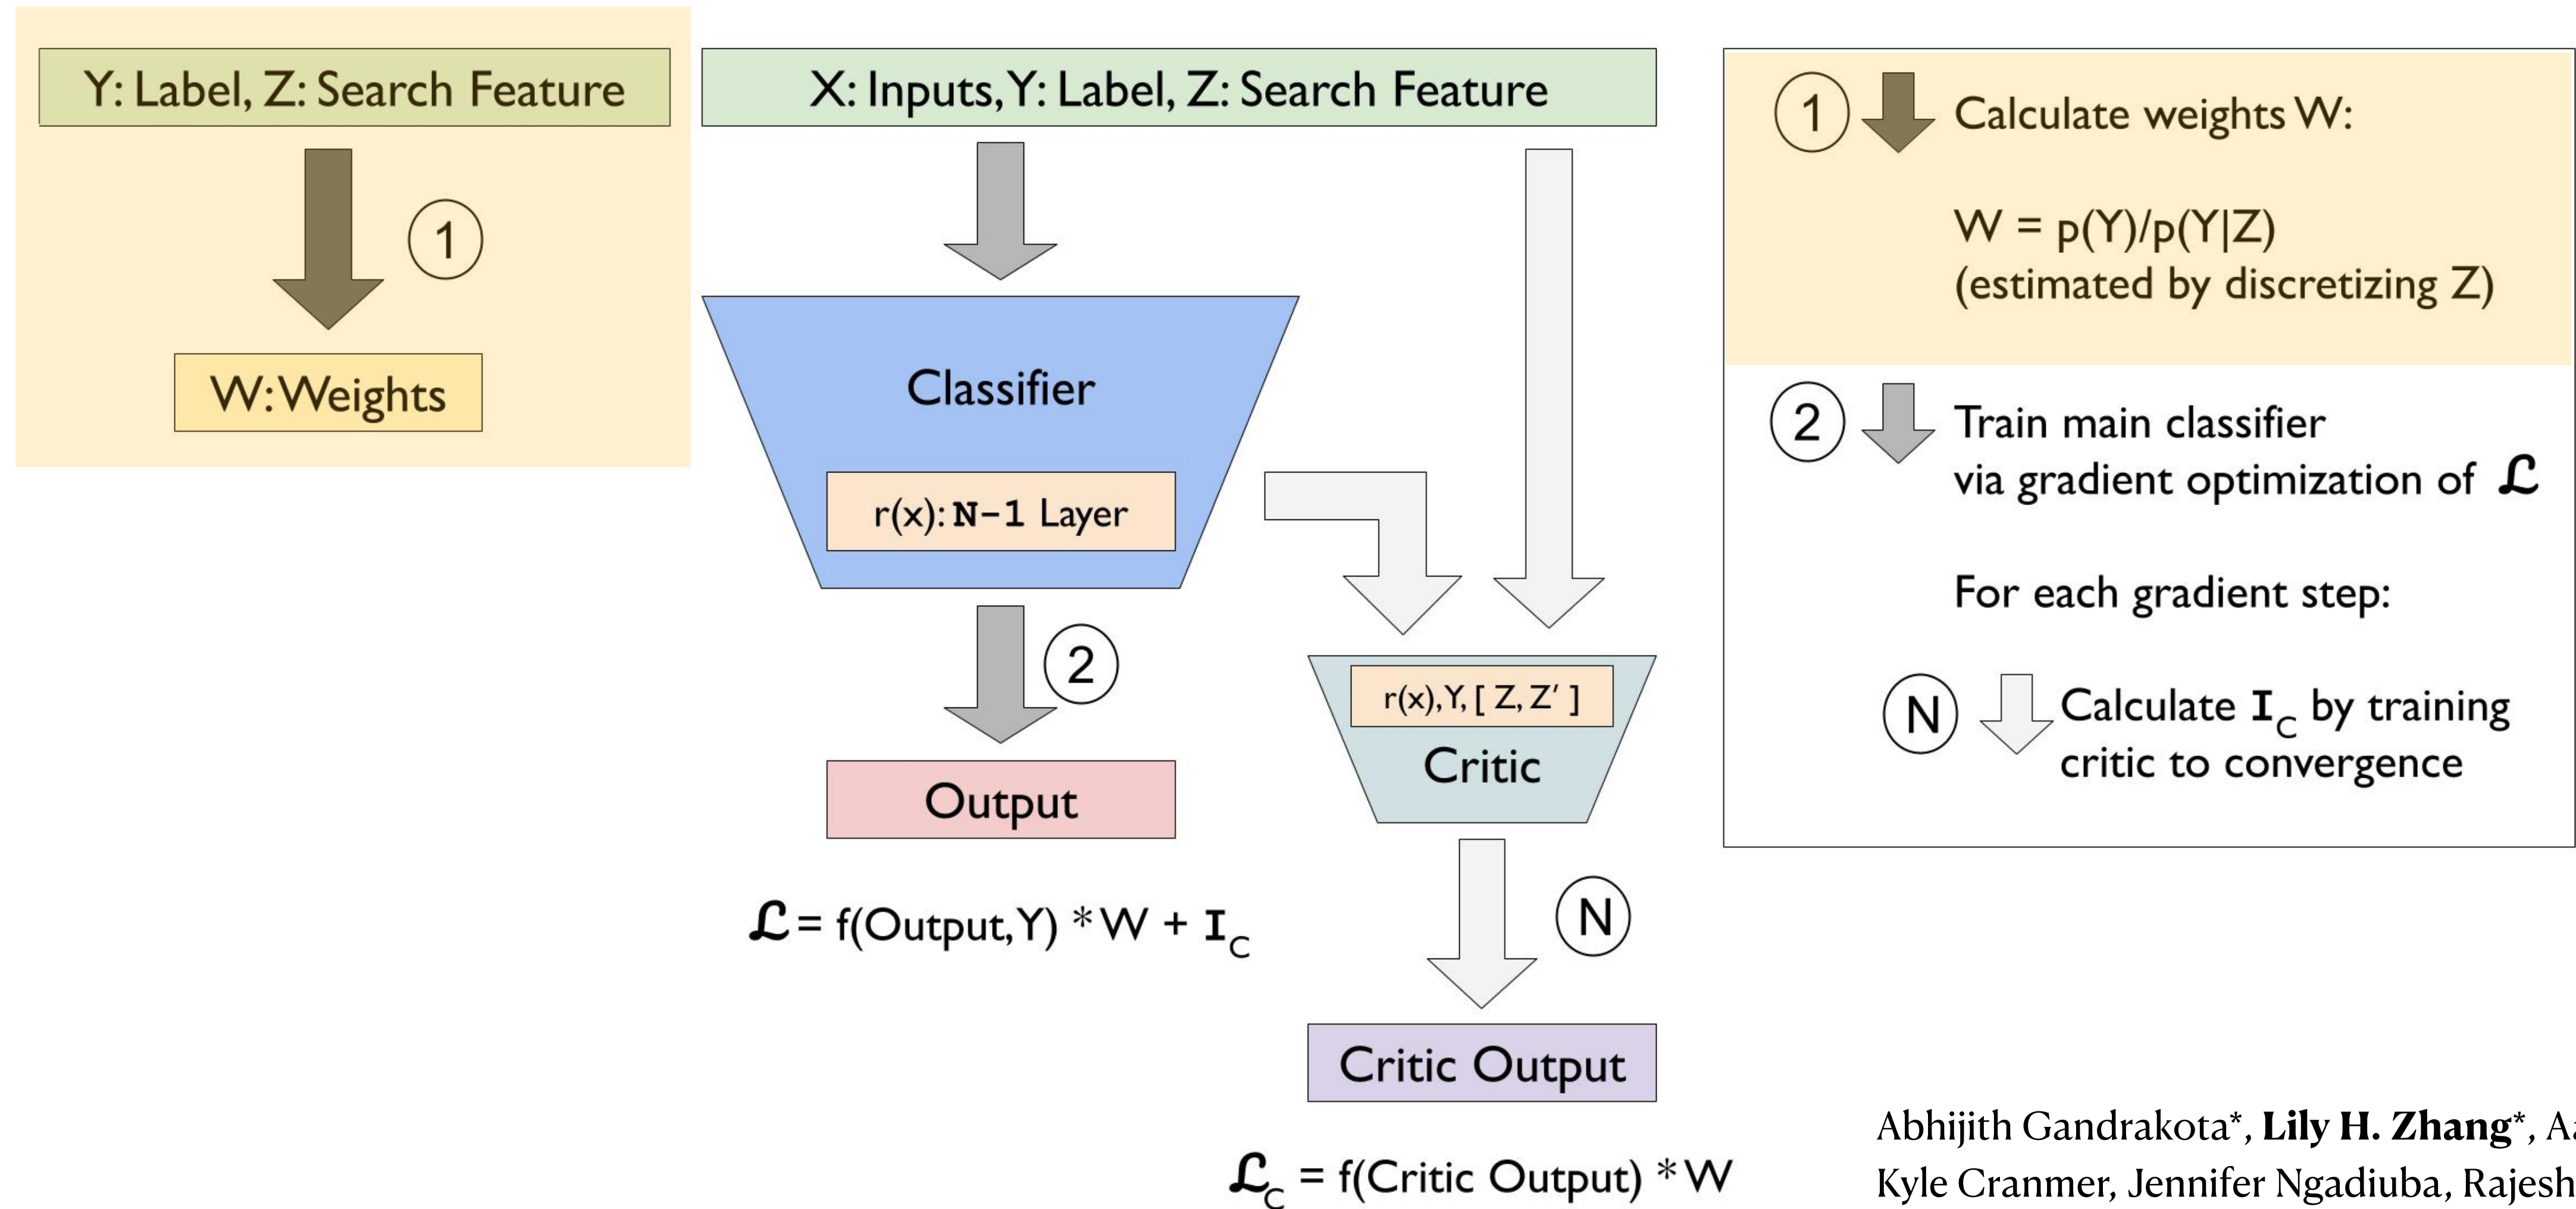 Y: Label, Z: Search Feature
1
W: Weights
X: Inputs, Y: Label, Z: Search Feature
Classifier
r(x): N-1 Layer
2
Output
ℒ = f(Output, Y) * W + I_C
r(x), Y, [ Z, Z′ ]
Critic
N
Critic Output
ℒ_C = f(Critic Output) * W
1 Calculate weights W:
W = p(Y)/p(Y|Z)
(estimated by discretizing Z)
2 Train main classifier
via gradient optimization of ℒ
For each gradient step:
N Calculate I_C by training
critic to convergence
Abhijith Gandrakota*, Lily H. Zhang*,
Kyle Cranmer, Jennifer Ngadiuba, Rajesh